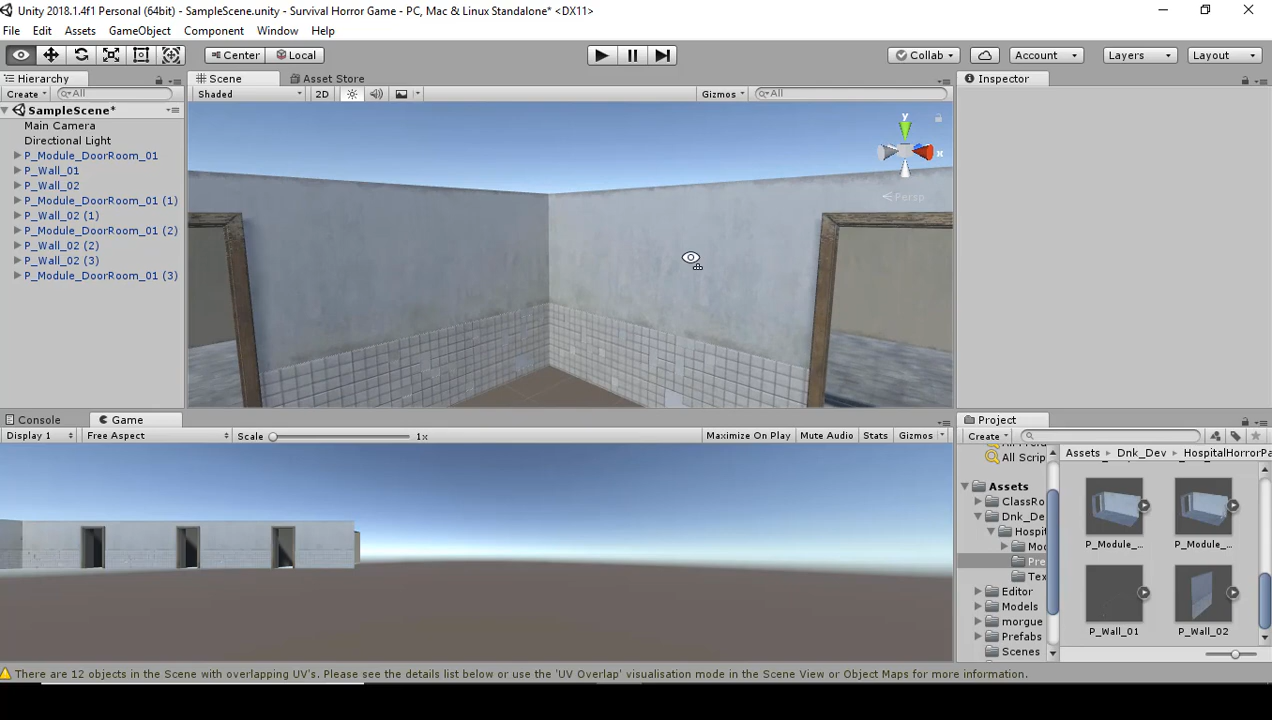 Unity 2018.1.4f1 Personal (64bit) - SampleScene.unity - Survival Horror Game - PC, Mac & Linux Standalone* <DX11>
File Edit Assets GameObject Component Window Help
Center Local Collab Account Layers Layout
Hierarchy Scene Asset Store Inspector
Create All Shaded 2D Gizmos All
SampleScene*
Main Camera
Directional Light
P_Module_DoorRoom_01
P_Wall_01
P_Wall_02
P_Module_DoorRoom_01 (1)
P_Wall_02 (1)
P_Module_DoorRoom_01 (2)
P_Wall_02 (2)
P_Wall_02 (3)
P_Module_DoorRoom_01 (3)
y
x
Persp
Console Game Project
Display 1 Free Aspect Scale 1x Maximize On Play Mute Audio Stats Gizmos Create
All Scrip
Assets Dnk_Dev HospitalHorrorPa
Assets
ClassRo
Dnk_De
Hospi
Mod
Pre
Tex
Editor
Models
morgue
Prefabs
Scenes
P_Module_... P_Module_...
P_Wall_01 P_Wall_02
There are 12 objects in the Scene with overlapping UV's. Please see the details list below or use the 'UV Overlap' visualisation mode in the Scene View or Object Maps for more information.